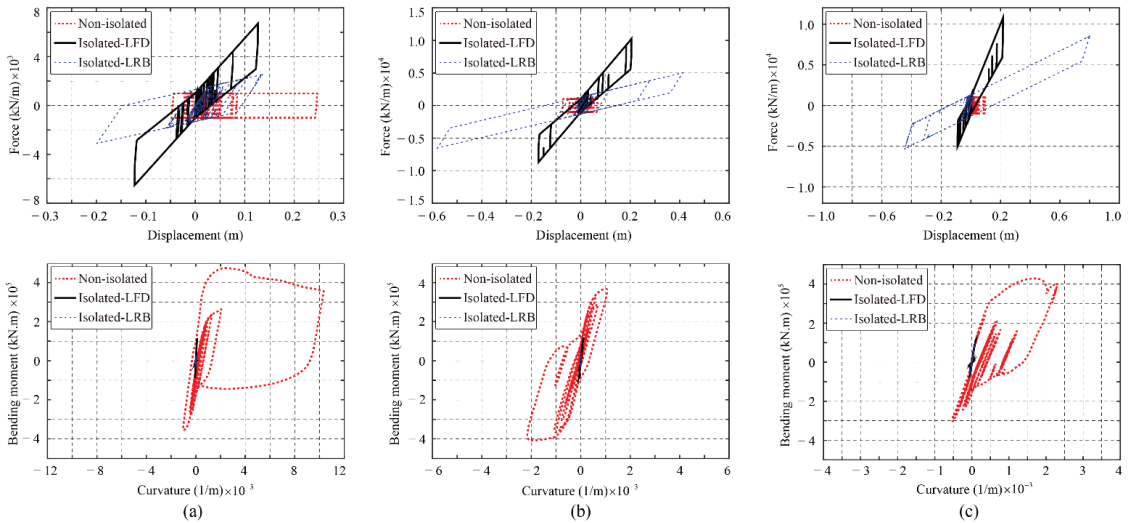 8
4
0
−4
−8
Force (kN/m)×10³
Non-isolated
Isolated-LFD
Isolated-LRB
−0.3
−0.1
0
0.1
0.2
0.3
Displacement (m)
1.5
1.0
0.5
0
−0.5
−1.0
−1.5
Force (kN/m)×10⁴
Non-isolated
Isolated-LFD
Isolated-LRB
−0.6
−0.4
−0.2
0
0.2
0.4
0.6
Displacement (m)
1.0
0.5
0
−0.5
−1.0
Force (kN/m)×10⁴
Non-isolated
Isolated-LFD
Isolated-LRB
−1.0
−0.6
−0.2
0.2
0.6
1.0
Displacement (m)
4
2
0
−2
−4
Bending moment (kN.m)×10⁵
Non-isolated
Isolated-LFD
Isolated-LRB
−12
−8
−4
0
4
8
12
Curvature (1/m)×10 ³
(a)
4
2
0
−2
−4
Bending moment (kN.m)×10⁵
Non-isolated
Isolated-LFD
Isolated-LRB
−6
−4
−2
0
2
4
6
Curvature (1/m)×10 ³
(b)
4
2
0
−2
−4
Bending moment (kN.m)×10⁵
Non-isolated
Isolated-LFD
Isolated-LRB
−4
−3
−2
−1
0
1
2
3
4
Curvature (1/m)×10⁻³
(c)